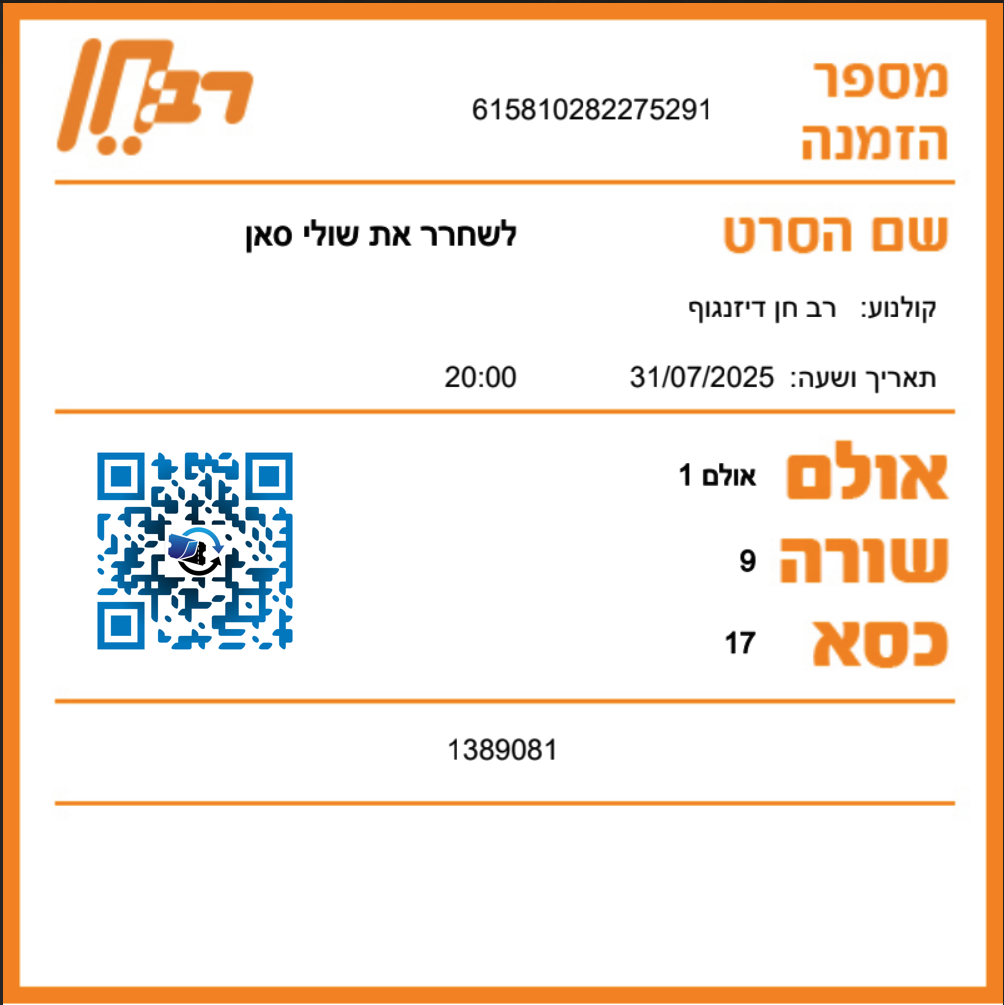 רב חן
מספר הזמנה 615810282275291
שם הסרט לשחרר את שולי סאן
קולנוע: רב חן דיזנגוף
תאריך ושעה: 31/07/2025 20:00
אולם אולם 1
שורה 9
כסא 17
1389081